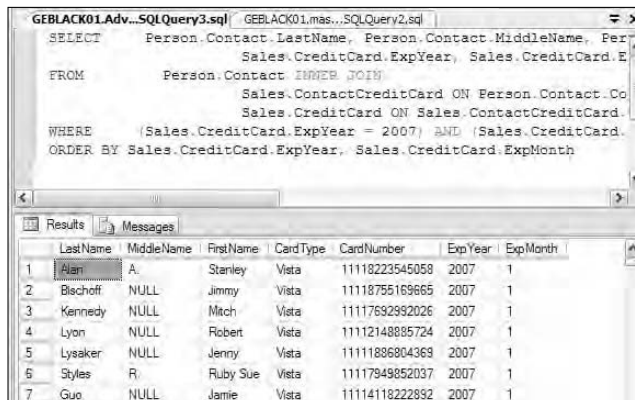 GEBLACK01.Adv...SQLQuery3.sql GEBLACK01.mas...SQLQuery2.sql
SELECT Person.Contact.LastName, Person.Contact.MiddleName, Per
Sales.CreditCard.ExpYear, Sales.CreditCard.E
FROM Person.Contact INNER JOIN
Sales.ContactCreditCard ON Person.Contact.Co
Sales.CreditCard ON Sales.ContactCreditCard.
WHERE (Sales.CreditCard.ExpYear = 2007) AND (Sales.CreditCard.
ORDER BY Sales.CreditCard.ExpYear, Sales.CreditCard.ExpMonth
Results Messages
LastName MiddleName FirstName CardType CardNumber ExpYear ExpMonth
1 Alan A. Stanley Vista 11118223545058 2007 1
2 Bischoff NULL Jimmy Vista 11118755169665 2007 1
3 Kennedy NULL Mitch Vista 11117692992026 2007 1
4 Lyon NULL Robert Vista 11112148885724 2007 1
5 Lysaker NULL Jenny Vista 11111886804369 2007 1
6 Styles R. Ruby Sue Vista 11117949852037 2007 1
7 Guo NULL Jamie Vista 11114118222892 2007 1